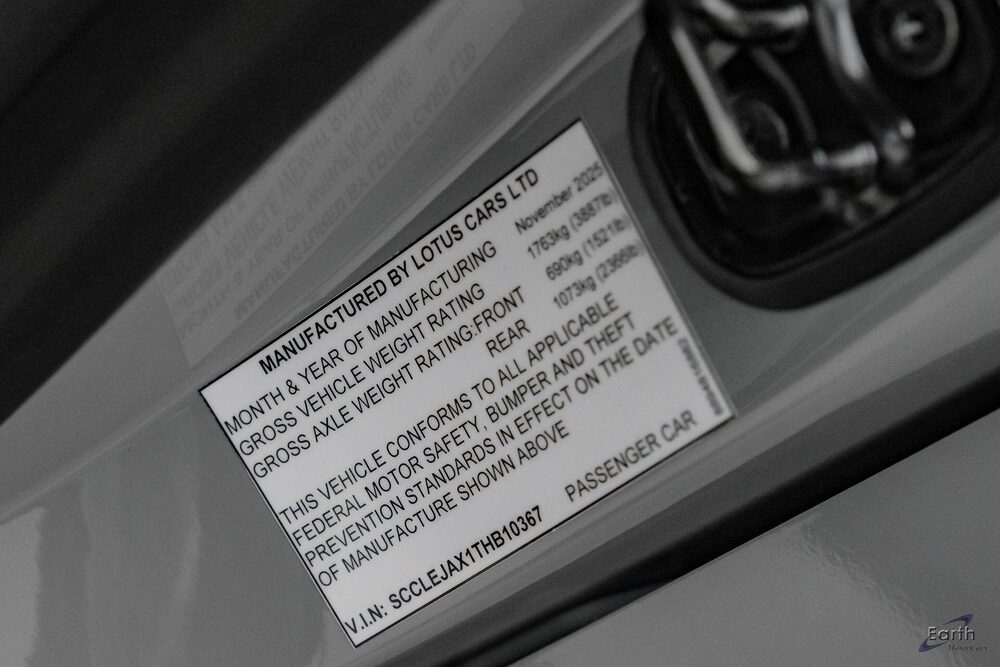 MANUFACTURED BY LOTUS CARS LTD
MONTH & YEAR OF MANUFACTURING November 2025
GROSS VEHICLE WEIGHT RATING 1763kg (3887lb)
GROSS AXLE WEIGHT RATING:FRONT 690kg (1521lb)
REAR 1073kg (2366lb)
THIS VEHICLE CONFORMS TO ALL APPLICABLE
FEDERAL MOTOR SAFETY, BUMPER AND THEFT
PREVENTION STANDARDS IN EFFECT ON THE DATE
OF MANUFACTURE SHOWN ABOVE
V.I.N: SCCLEJAX1THB10367 PASSENGER CAR
Earth
MotorCars